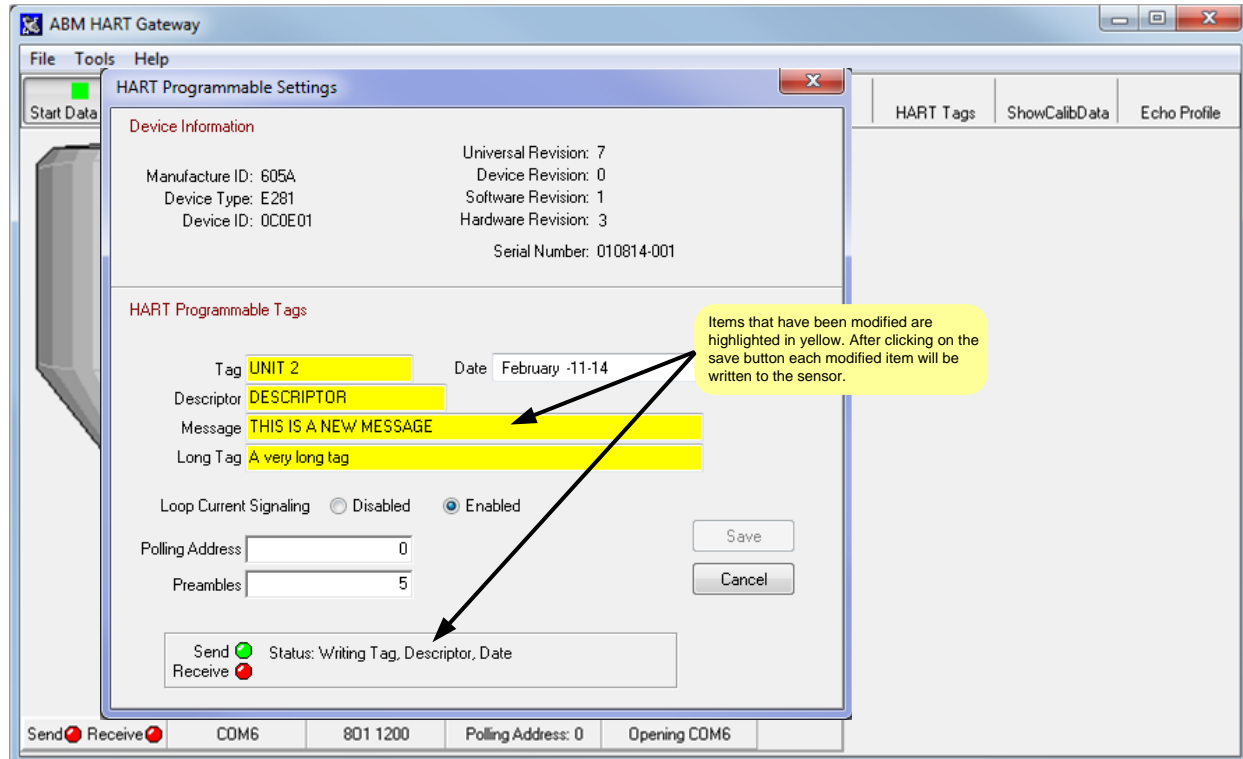 ABM HART Gateway
File Tools Help
Start Data
HART Tags
ShowCalibData
Echo Profile
HART Programmable Settings
Device Information
Manufacture ID: 605A
Device Type: E281
Device ID: 0C0E01
Universal Revision: 7
Device Revision: 0
Software Revision: 1
Hardware Revision: 3
Serial Number: 010814-001
HART Programmable Tags
Tag UNIT 2
Date February -11-14
Descriptor DESCRIPTOR
Message THIS IS A NEW MESSAGE
Long Tag A very long tag
Items that have been modified are
highlighted in yellow. After clicking on the
save button each modified item will be
written to the sensor.
Loop Current Signaling Disabled Enabled
Polling Address 0
Preambles 5
Save
Cancel
Send Status: Writing Tag, Descriptor, Date
Receive
Send Receive COM6 8O1 1200 Polling Address: 0 Opening COM6